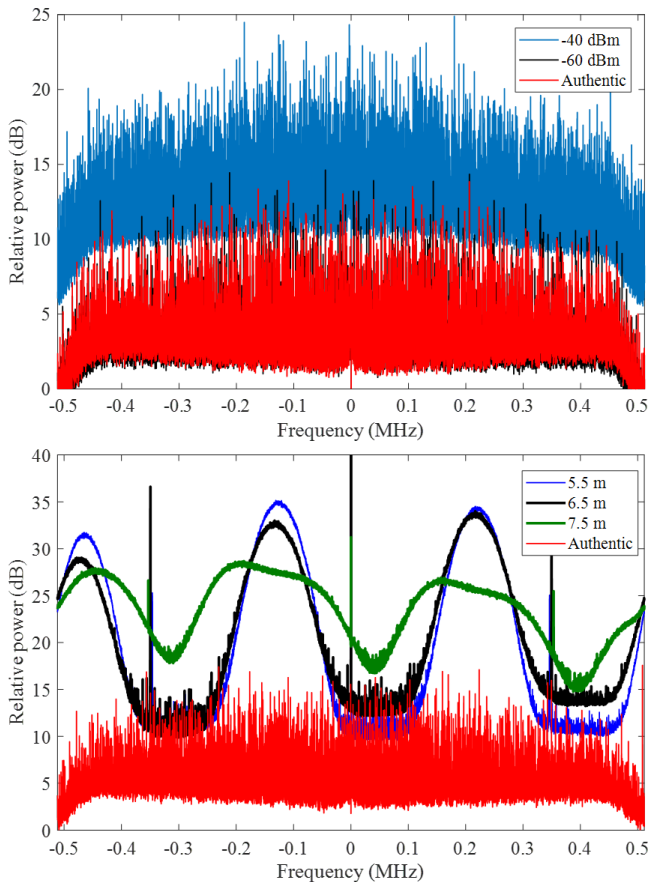 25
20
15
10
5
0
Relative power (dB)
-40 dBm
-60 dBm
Authentic
-0.5 -0.4 -0.3 -0.2 -0.1 0 0.1 0.2 0.3 0.4 0.5
Frequency (MHz)
40
35
30
25
20
15
10
5
0
Relative power (dB)
5.5 m
6.5 m
7.5 m
Authentic
-0.5 -0.4 -0.3 -0.2 -0.1 0 0.1 0.2 0.3 0.4 0.5
Frequency (MHz)